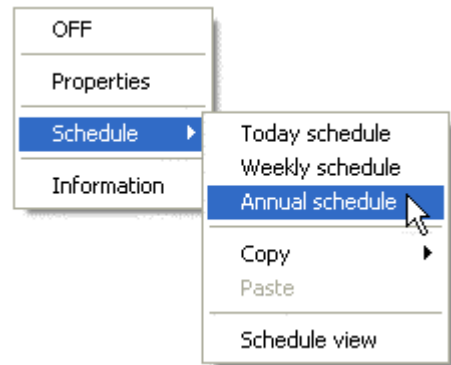 OFF
Properties
Schedule
Information
Today schedule
Weekly schedule
Annual schedule
Copy
Paste
Schedule view